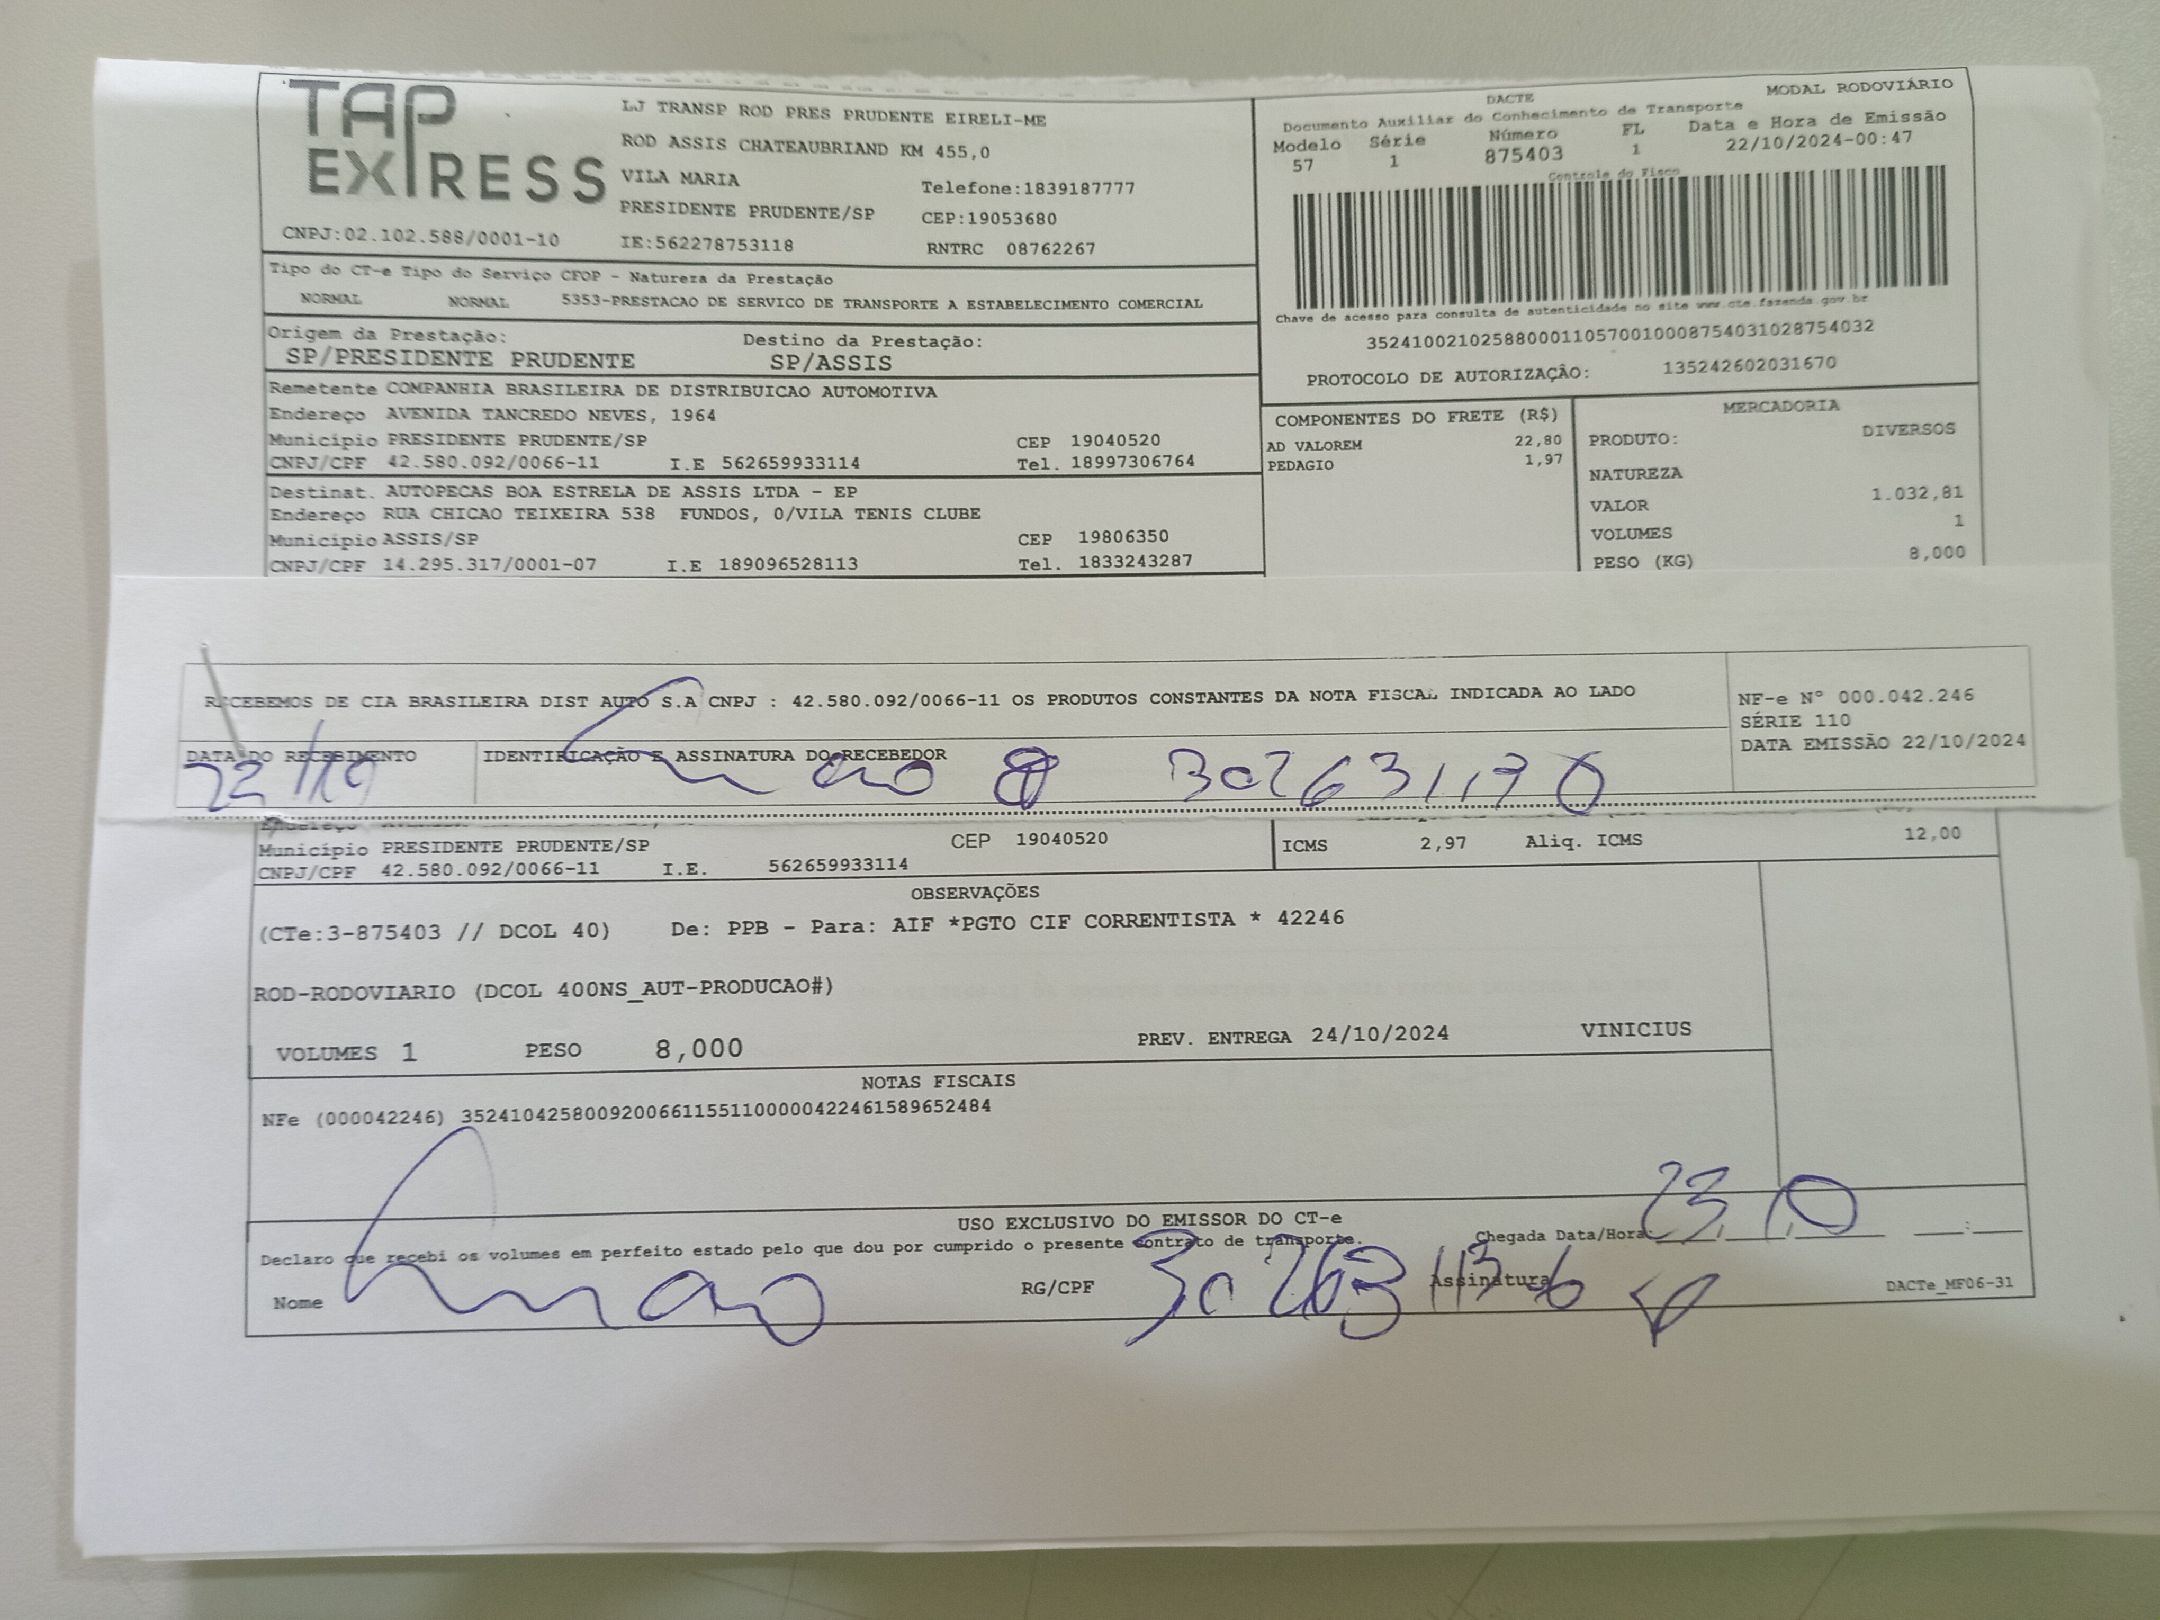 TAP
EXPRESS
LJ TRANSP ROD PRES PRUDENTE EIRELI-ME
ROD ASSIS CHATEAUBRIAND KM 455,0
VILA MARIA
Telefone:1839187777
PRESIDENTE PRUDENTE/SP CEP:19053680
CNPJ:02.102.588/0001-10 IE:562278753118 RNTRC 08762267
DACTE MODAL RODOVIÁRIO
Documento Auxiliar do Conhecimento de Transporte
Modelo Série Número FL Data e Hora de Emissão
57 1 875403 1 22/10/2024-00:47
Controle do Fisco
Chave de acesso para consulta de autenticidade no site www.cte.fazenda.gov.br
35241002102588000110570010008754031028754032
PROTOCOLO DE AUTORIZAÇÃO: 135242602031670
Tipo do CT-e Tipo do Serviço CFOP - Natureza da Prestação
NORMAL NORMAL 5353-PRESTACAO DE SERVICO DE TRANSPORTE A ESTABELECIMENTO COMERCIAL
Origem da Prestação: Destino da Prestação:
SP/PRESIDENTE PRUDENTE SP/ASSIS
Remetente COMPANHIA BRASILEIRA DE DISTRIBUICAO AUTOMOTIVA
Endereço AVENIDA TANCREDO NEVES, 1964
Município PRESIDENTE PRUDENTE/SP CEP 19040520
CNPJ/CPF 42.580.092/0066-11 I.E 562659933114 Tel. 18997306764
Destinat. AUTOPECAS BOA ESTRELA DE ASSIS LTDA - EP
Endereço RUA CHICAO TEIXEIRA 538 FUNDOS, 0/VILA TENIS CLUBE
Município ASSIS/SP CEP 19806350
CNPJ/CPF 14.295.317/0001-07 I.E 189096528113 Tel. 1833243287
COMPONENTES DO FRETE (R$)
AD VALOREM 22,80
PEDAGIO 1,97
MERCADORIA
PRODUTO: DIVERSOS
NATUREZA
VALOR 1.032,81
VOLUMES 1
PESO (KG) 8,000
RECEBEMOS DE CIA BRASILEIRA DIST AUTO S.A CNPJ : 42.580.092/0066-11 OS PRODUTOS CONSTANTES DA NOTA FISCAL INDICADA AO LADO
NF-e N° 000.042.246
SÉRIE 110
DATA EMISSÃO 22/10/2024
DATA DO RECEBIMENTO IDENTIFICAÇÃO E ASSINATURA DO RECEBEDOR
22/10
Endereço
Município PRESIDENTE PRUDENTE/SP CEP 19040520
CNPJ/CPF 42.580.092/0066-11 I.E. 562659933114
ICMS 2,97 Aliq. ICMS 12,00
OBSERVAÇÕES
(CTe:3-875403 // DCOL 40) De: PPB - Para: AIF *PGTO CIF CORRENTISTA * 42246
ROD-RODOVIARIO (DCOL 400NS_AUT-PRODUCAO#)
VOLUMES 1 PESO 8,000 PREV. ENTREGA 24/10/2024 VINICIUS
NOTAS FISCAIS
NFe (000042246) 35241042580092006611551100000422461589652484
USO EXCLUSIVO DO EMISSOR DO CT-e
Declaro que recebi os volumes em perfeito estado pelo que dou por cumprido o presente contrato de transporte.
Chegada Data/Hora: 23 10
Nome RG/CPF Assinatura
DACTe_MF06-31